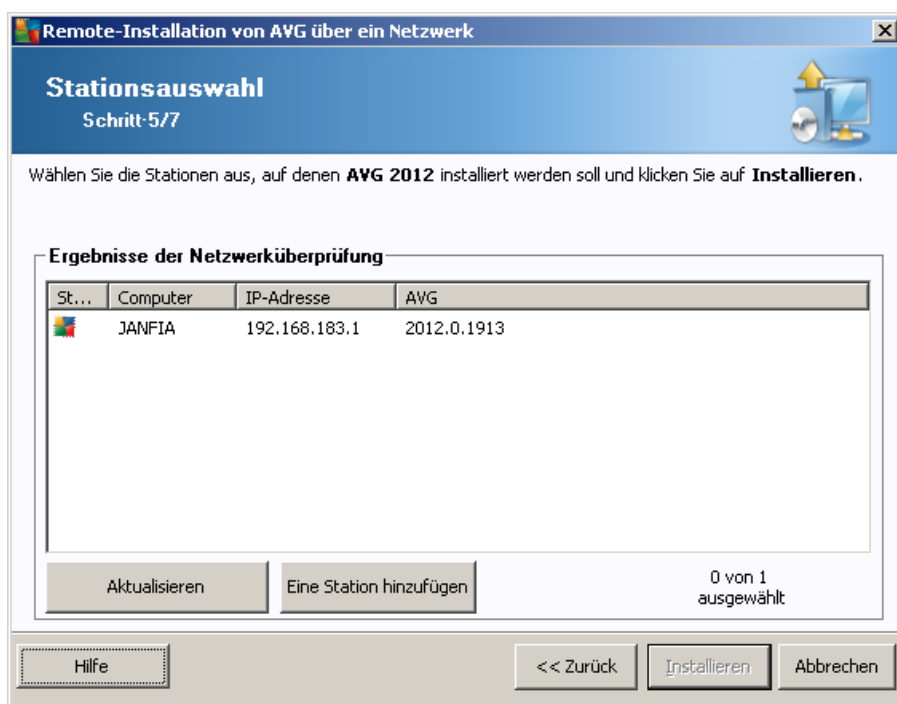 Remote-Installation von AVG über ein Netzwerk
Stationsauswahl
Schritt-5/7
Wählen Sie die Stationen aus, auf denen AVG 2012 installiert werden soll und klicken Sie auf Installieren.
Ergebnisse der Netzwerküberprüfung
St... Computer IP-Adresse AVG
JANFIA 192.168.183.1 2012.0.1913
Aktualisieren Eine Station hinzufügen 0 von 1
ausgewählt
Hilfe << Zurück Installieren Abbrechen